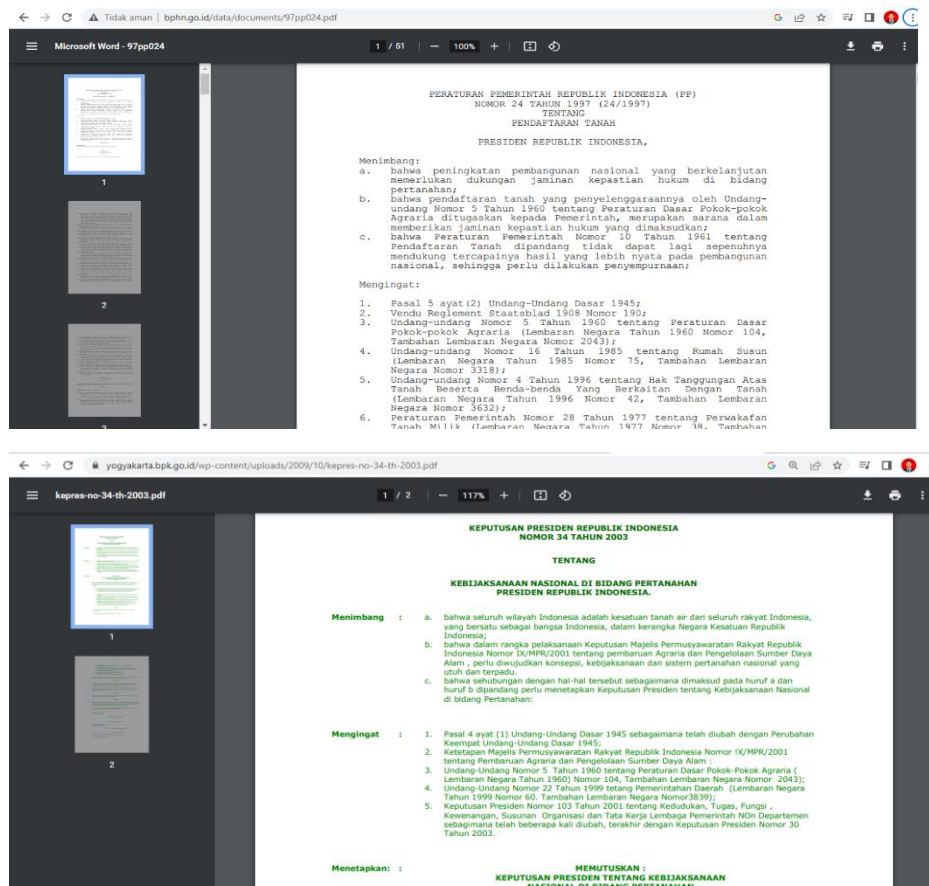 Tidak aman | bphn.go.id/data/documents/97pp024.pdf
Microsoft Word - 97pp024
1 / 51
100%
1
2
3
PERATURAN PEMERINTAH REPUBLIK INDONESIA (PP)
NOMOR 24 TAHUN 1997 (24/1997)
TENTANG
PENDAFTARAN TANAH
PRESIDEN REPUBLIK INDONESIA,
Menimbang:
a. bahwa peningkatan pembangunan nasional yang berkelanjutan
memerlukan dukungan jaminan kepastian hukum di bidang
pertanahan;
b. bahwa pendaftaran tanah yang penyelenggaraannya oleh Undang-
undang Nomor 5 Tahun 1960 tentang Peraturan Dasar Pokok-pokok
Agraria ditugaskan kepada Pemerintah, merupakan sarana dalam
memberikan jaminan kepastian hukum yang dimaksudkan;
c. bahwa Peraturan Pemerintah Nomor 10 Tahun 1961 tentang
Pendaftaran Tanah dipandang tidak dapat lagi sepenuhnya
mendukung tercapainya hasil yang lebih nyata pada pembangunan
nasional, sehingga perlu dilakukan penyempurnaan;
Mengingat:
1. Pasal 5 ayat(2) Undang-Undang Dasar 1945;
2. Vendu Reglement Staatsblad 1908 Nomor 190;
3. Undang-undang Nomor 5 Tahun 1960 tentang Peraturan Dasar
Pokok-pokok Agraria (Lembaran Negara Tahun 1960 Nomor 104,
Tambahan Lembaran Negara Nomor 2043);
4. Undang-undang Nomor 16 Tahun 1985 tentang Rumah Susun
(Lembaran Negara Tahun 1985 Nomor 75, Tambahan Lembaran
Negara Nomor 3318);
5. Undang-undang Nomor 4 Tahun 1996 tentang Hak Tanggungan Atas
Tanah Beserta Benda-benda Yang Berkaitan Dengan Tanah
(Lembaran Negara Tahun 1996 Nomor 42, Tambahan Lembaran
Negara Nomor 3632);
6. Peraturan Pemerintah Nomor 28 Tahun 1977 tentang Perwakafan
Tanah Milik (Lembaran Negara Tahun 1977 Nomor 38, Tambahan
yogyakarta.bpk.go.id/wp-content/uploads/2009/10/kepres-no-34-th-2003.pdf
kepres-no-34-th-2003.pdf
1 / 2
117%
1
2
KEPUTUSAN PRESIDEN REPUBLIK INDONESIA
NOMOR 34 TAHUN 2003
TENTANG
KEBIJAKSANAAN NASIONAL DI BIDANG PERTANAHAN
PRESIDEN REPUBLIK INDONESIA.
Menimbang : a. bahwa seluruh wilayah Indonesia adalah kesatuan tanah air dari seluruh rakyat Indonesia,
yang bersatu sebagai bangsa Indonesia, dalam kerangka Negara Kesatuan Republik
Indonesia;
b. bahwa dalam rangka pelaksanaan Keputusan Majelis Permusyawaratan Rakyat Republik
Indonesia Nomor IX/MPR/2001 tentang pembaruan Agraria dan Pengelolaan Sumber Daya
Alam , perlu diwujudkan konsepsi, kebijaksanaan dan sistem pertanahan nasional yang
utuh dan terpadu.
c. bahwa sehubungan dengan hal-hal tersebut sebagaimana dimaksud pada huruf a dan
huruf b dipandang perlu menetapkan Keputusan Presiden tentang Kebijaksanaan Nasional
di bidang Pertanahan:
Mengingat : 1. Pasal 4 ayat (1) Undang-Undang Dasar 1945 sebagaimana telah diubah dengan Perubahan
Keempat Undang-Undang Dasar 1945;
2. Ketetapan Majelis Permusyawaratan Rakyat Republik Indonesia Nomor !X/MPR/2001
tentang Pembaruan Agraria dan Pengelolaan Sumber Daya Alam :
3. Undang-Undang Nomor 5 Tahun 1960 tentang Peraturan Dasar Pokok-Pokok Agraria (
Lembaran Negara Tahun 1960) Nomor 104, Tambahan Lembaran Negara Nomor 2043);
4. Undang-Undang Nomor 22 Tahun 1999 tetang Pemerintahan Daerah (Lembaran Negara
Tahun 1999 Nomor 60. Tambahan Lembaran Negara Nomor3839);
5. Keputusan Presiden Nomor 103 Tahun 2001 tentang Kedudukan, Tugas, Fungsi ,
Kewenangan, Susunan Organisasi dan Tata Kerja Lembaga Pemerintah NOn Departemen
sebagaimana telah beberapa kali diubah, terakhir dengan Keputusan Presiden Nomor 30
Tahun 2003.
Menetapkan: : MEMUTUSKAN :
KEPUTUSAN PRESIDEN TENTANG KEBIJAKSANAAN
NASIONAL DI BIDANG PERTANAHAN